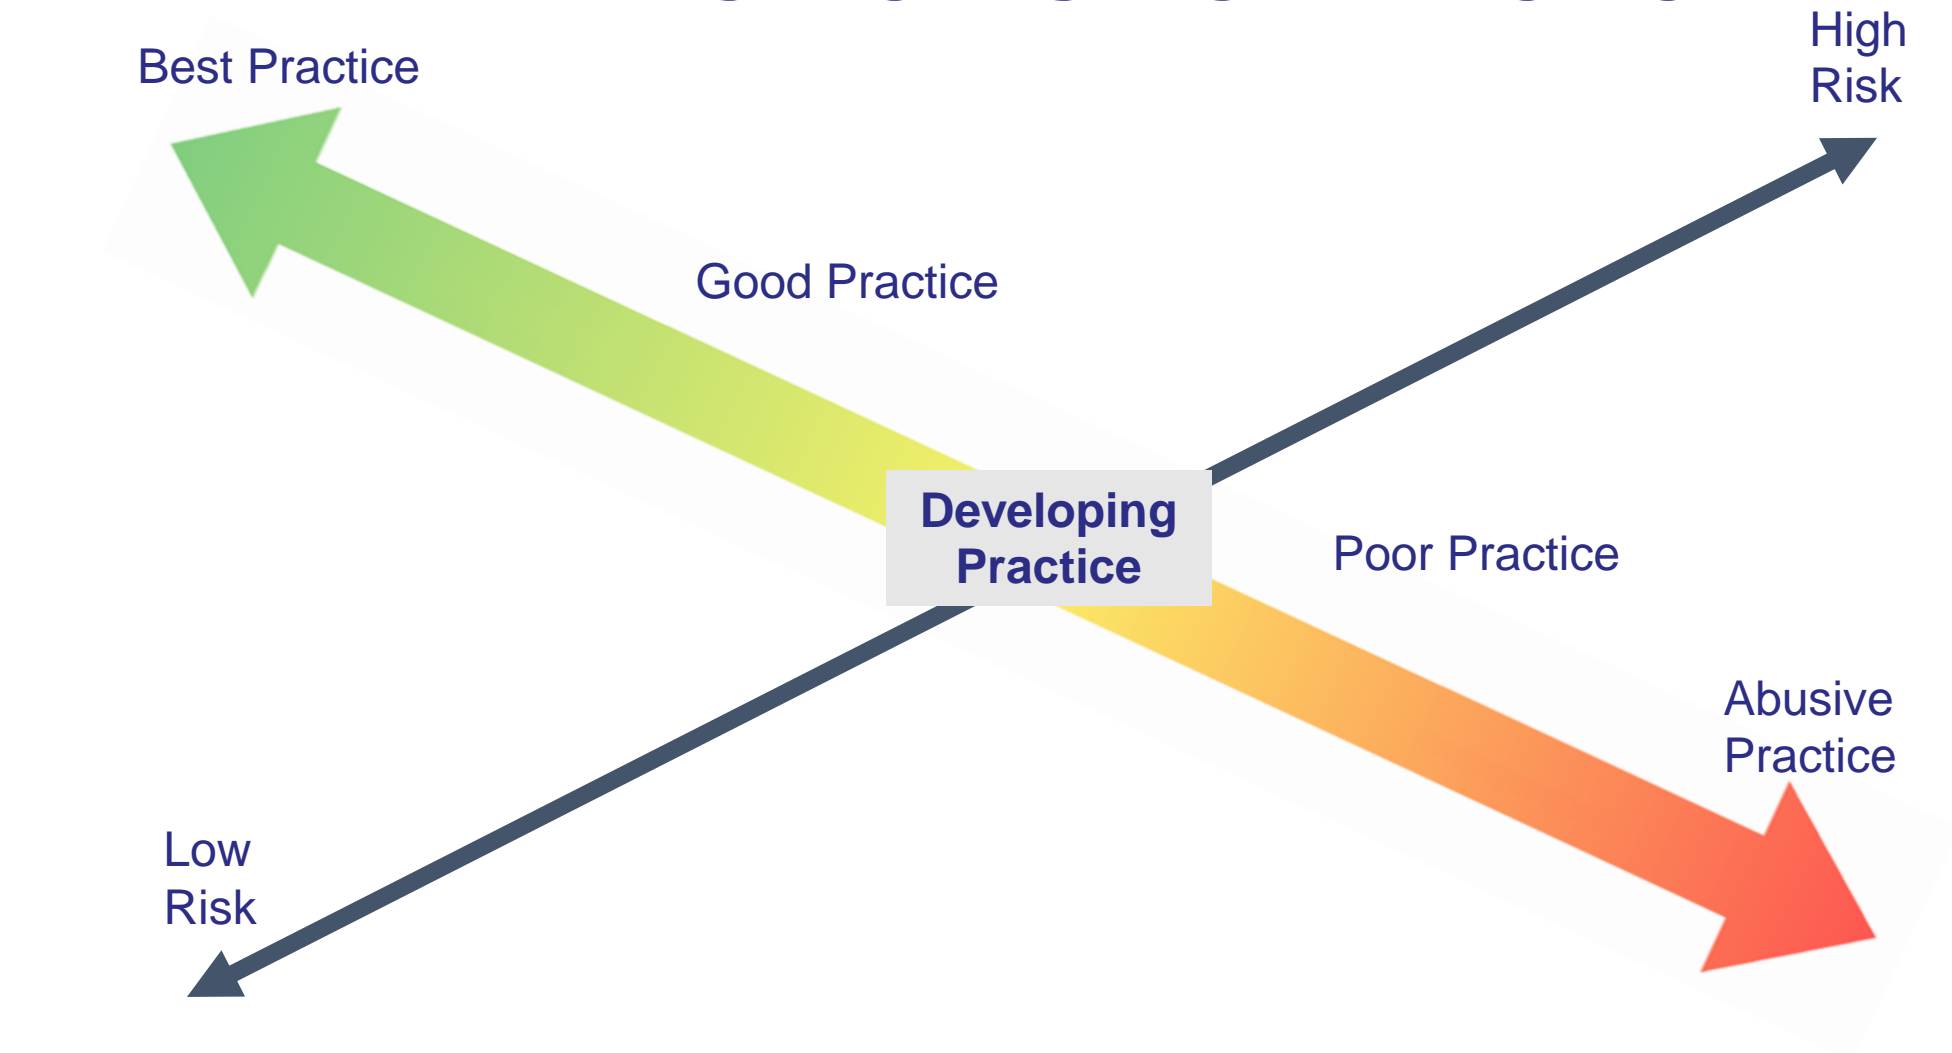 High
Risk
Best Practice
Good Practice
Developing
Practice
Poor Practice
Abusive
Practice
Low
Risk